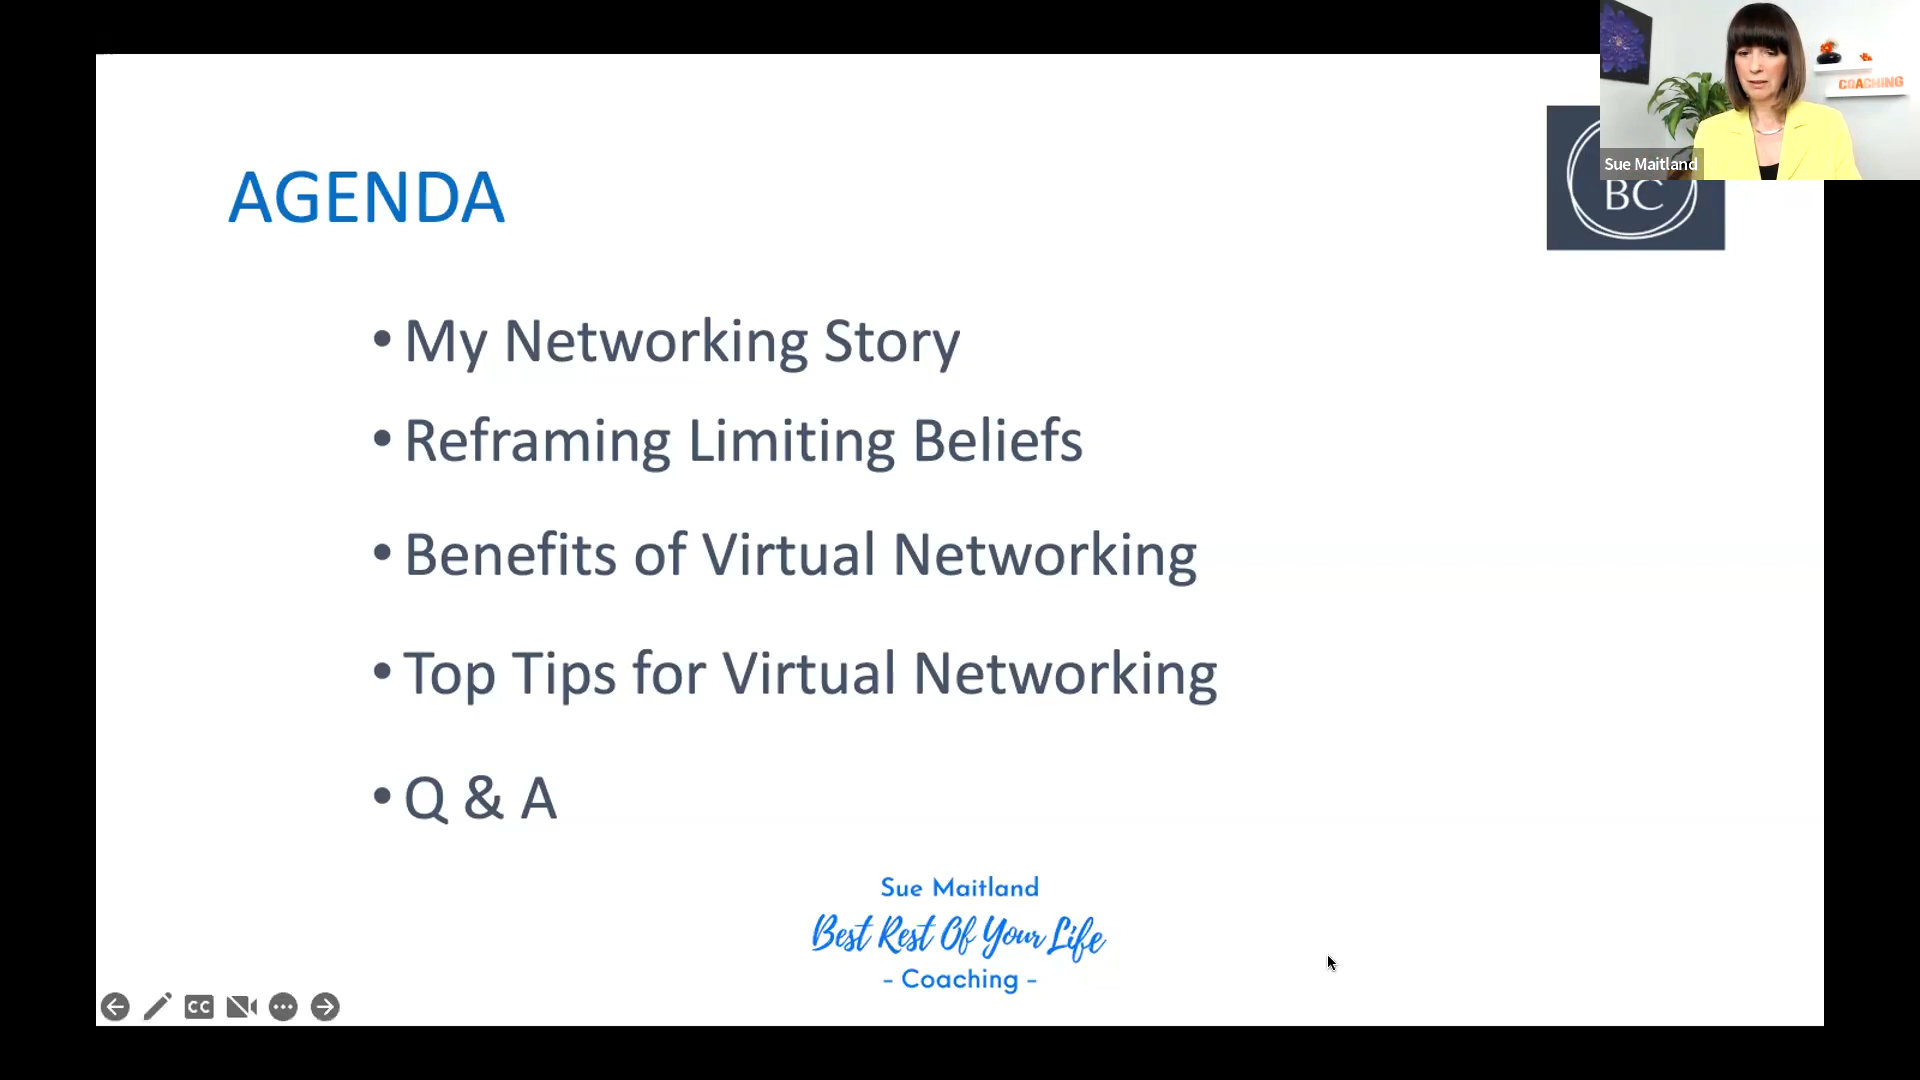 COACHING
Sue Maitland
BC
AGENDA
• My Networking Story
• Reframing Limiting Beliefs
• Benefits of Virtual Networking
• Top Tips for Virtual Networking
• Q & A
Sue Maitland
Best Rest Of Your Life
- Coaching -
CC